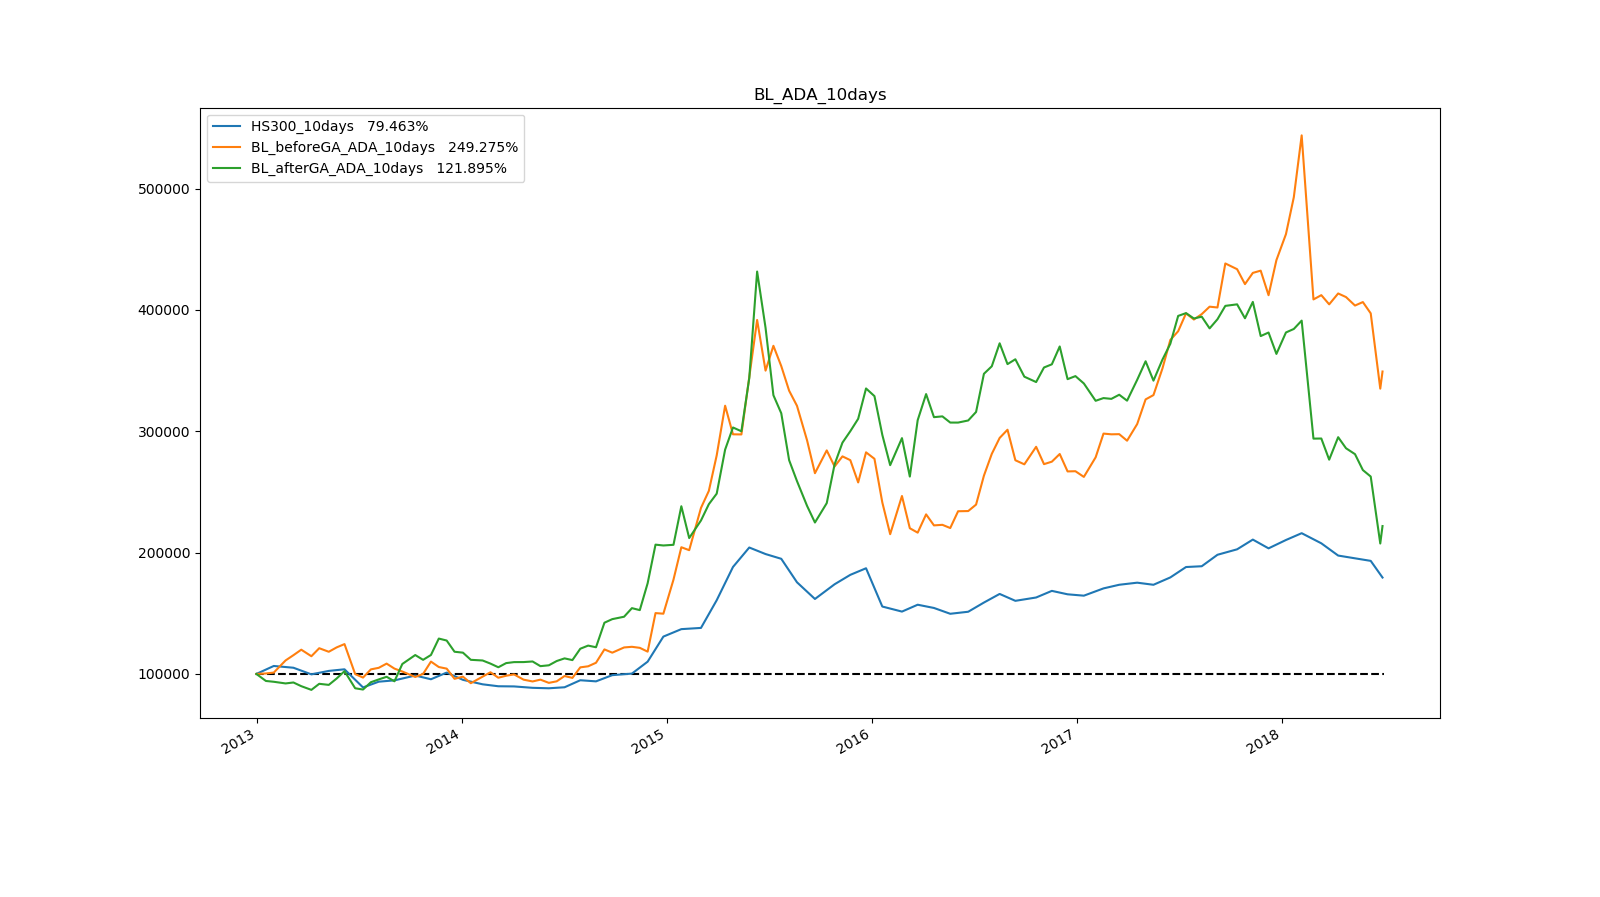 BL_ADA_10days
HS300_10days   79.463%
BL_beforeGA_ADA_10days   249.275%
BL_afterGA_ADA_10days   121.895%
500000
400000
300000
200000
100000
2013 2014 2015 2016 2017 2018